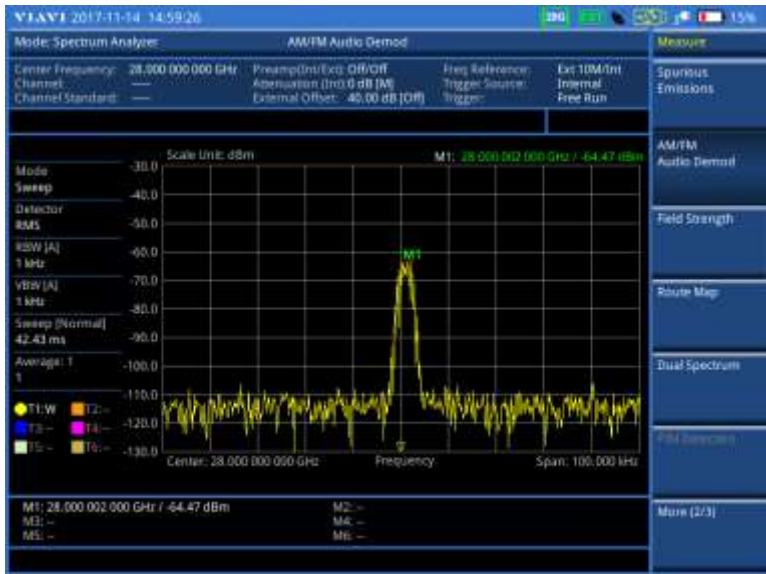 VIAVI 2017-11-14 14:59:26 15%
Mode: Spectrum Analyzer AM/FM Audio Demod Measure
Center Frequency: 28.000 000 000 GHz Preamp(Int/Ext): Off/Off Freq Reference: Ext 10M/Int
Channel: --- Attenuation (Int):0 dB [M] Trigger Source: Internal
Channel Standard: --- External Offset: 40.00 dB [Off] Trigger: Free Run
Spurious
Emissions
AM/FM
Audio Demod
Field Strength
Route Map
Dual Spectrum
PIM Detection
More (2/3)
Scale Unit: dBm M1: 28.000 002 000 GHz / -64.47 dBm
Mode
Sweep
Detector
RMS
RBW [A]
1 kHz
VBW [A]
1 kHz
Sweep [Normal]
42.43 ms
Average: 1
1
T1:W T2:--
T3:-- T4:--
T5:-- T6:--
-30.0
-40.0
-50.0
-60.0
-70.0
-80.0
-90.0
-100.0
-110.0
-120.0
-130.0
M1
Center: 28.000 000 000 GHz Frequency Span: 100.000 kHz
M1: 28.000 002 000 GHz / -64.47 dBm M2: --
M3: -- M4: --
M5: -- M6: --